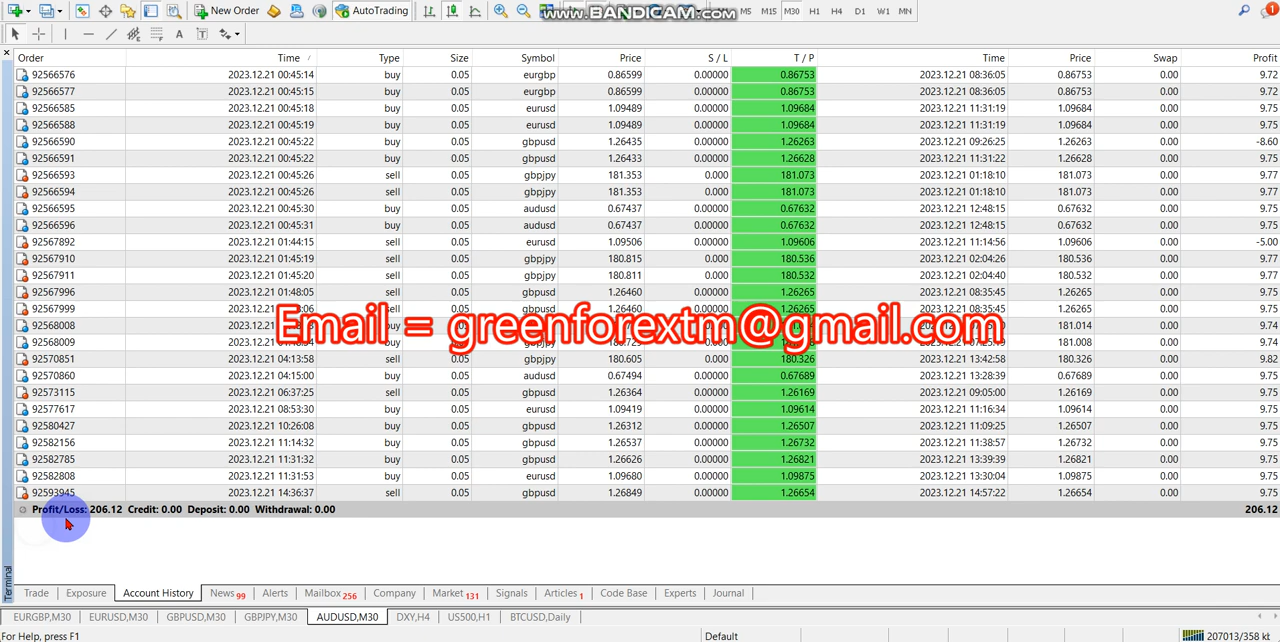 New Order AutoTrading www.BANDICAM.com M5 M15 M30 H1 H4 D1 W1 MN 1
A T
Order Time / Type Size Symbol Price S / L T / P Time Price Swap Profit
92566576 2023.12.21 00:45:14 buy 0.05 eurgbp 0.86599 0.00000 0.86753 2023.12.21 08:36:05 0.86753 0.00 9.72
92566577 2023.12.21 00:45:15 buy 0.05 eurgbp 0.86599 0.00000 0.86753 2023.12.21 08:36:05 0.86753 0.00 9.72
92566585 2023.12.21 00:45:18 buy 0.05 eurusd 1.09489 0.00000 1.09684 2023.12.21 11:31:19 1.09684 0.00 9.75
92566588 2023.12.21 00:45:19 buy 0.05 eurusd 1.09489 0.00000 1.09684 2023.12.21 11:31:19 1.09684 0.00 9.75
92566590 2023.12.21 00:45:22 buy 0.05 gbpusd 1.26435 0.00000 1.26263 2023.12.21 09:26:25 1.26263 0.00 -8.60
92566591 2023.12.21 00:45:22 buy 0.05 gbpusd 1.26433 0.00000 1.26628 2023.12.21 11:31:22 1.26628 0.00 9.75
92566593 2023.12.21 00:45:26 sell 0.05 gbpjpy 181.353 0.000 181.073 2023.12.21 01:18:10 181.073 0.00 9.77
92566594 2023.12.21 00:45:26 sell 0.05 gbpjpy 181.353 0.000 181.073 2023.12.21 01:18:10 181.073 0.00 9.77
92566595 2023.12.21 00:45:30 buy 0.05 audusd 0.67437 0.00000 0.67632 2023.12.21 12:48:15 0.67632 0.00 9.75
92566596 2023.12.21 00:45:31 buy 0.05 audusd 0.67437 0.00000 0.67632 2023.12.21 12:48:15 0.67632 0.00 9.75
92567892 2023.12.21 01:44:15 sell 0.05 eurusd 1.09506 0.00000 1.09606 2023.12.21 11:14:56 1.09606 0.00 -5.00
92567910 2023.12.21 01:45:19 sell 0.05 gbpjpy 180.815 0.000 180.536 2023.12.21 02:04:26 180.536 0.00 9.77
92567911 2023.12.21 01:45:20 sell 0.05 gbpjpy 180.811 0.000 180.532 2023.12.21 02:04:40 180.532 0.00 9.77
92567996 2023.12.21 01:48:05 sell 0.05 gbpusd 1.26460 0.00000 1.26265 2023.12.21 08:35:45 1.26265 0.00 9.75
92567999 2023.12.21 sell 0.05 gbpusd 1.26460 0.00000 1.26265 2023.12.21 08:35:45 1.26265 0.00 9.75
92568008 181.014 0.00 9.74
Email = greenforextm@gmail.com
92568009 181.008 0.00 9.74
92570851 2023.12.21 04:13:58 sell 0.05 gbpjpy 180.605 0.000 180.326 2023.12.21 13:42:58 180.326 0.00 9.82
92570860 2023.12.21 04:15:00 buy 0.05 audusd 0.67494 0.00000 0.67689 2023.12.21 13:28:39 0.67689 0.00 9.75
92573115 2023.12.21 06:37:25 sell 0.05 gbpusd 1.26364 0.00000 1.26169 2023.12.21 09:05:00 1.26169 0.00 9.75
92577617 2023.12.21 08:53:30 buy 0.05 eurusd 1.09419 0.00000 1.09614 2023.12.21 11:16:34 1.09614 0.00 9.75
92580427 2023.12.21 10:26:08 buy 0.05 gbpusd 1.26312 0.00000 1.26507 2023.12.21 11:09:25 1.26507 0.00 9.75
92582156 2023.12.21 11:14:32 buy 0.05 gbpusd 1.26537 0.00000 1.26732 2023.12.21 11:38:57 1.26732 0.00 9.75
92582785 2023.12.21 11:31:32 buy 0.05 gbpusd 1.26626 0.00000 1.26821 2023.12.21 13:39:39 1.26821 0.00 9.75
92582808 2023.12.21 11:31:53 buy 0.05 eurusd 1.09680 0.00000 1.09875 2023.12.21 13:30:04 1.09875 0.00 9.75
92593945 2023.12.21 14:36:37 sell 0.05 gbpusd 1.26849 0.00000 1.26654 2023.12.21 14:57:22 1.26654 0.00 9.75
Profit/Loss: 206.12 Credit: 0.00 Deposit: 0.00 Withdrawal: 0.00 206.12
Terminal
Trade Exposure Account History News 99 Alerts Mailbox 256 Company Market 131 Signals Articles 1 Code Base Experts Journal
EURGBP,M30 EURUSD,M30 GBPUSD,M30 GBPJPY,M30 AUDUSD,M30 DXY,H4 US500,H1 BTCUSD,Daily
For Help, press F1 Default 207013/358 kt